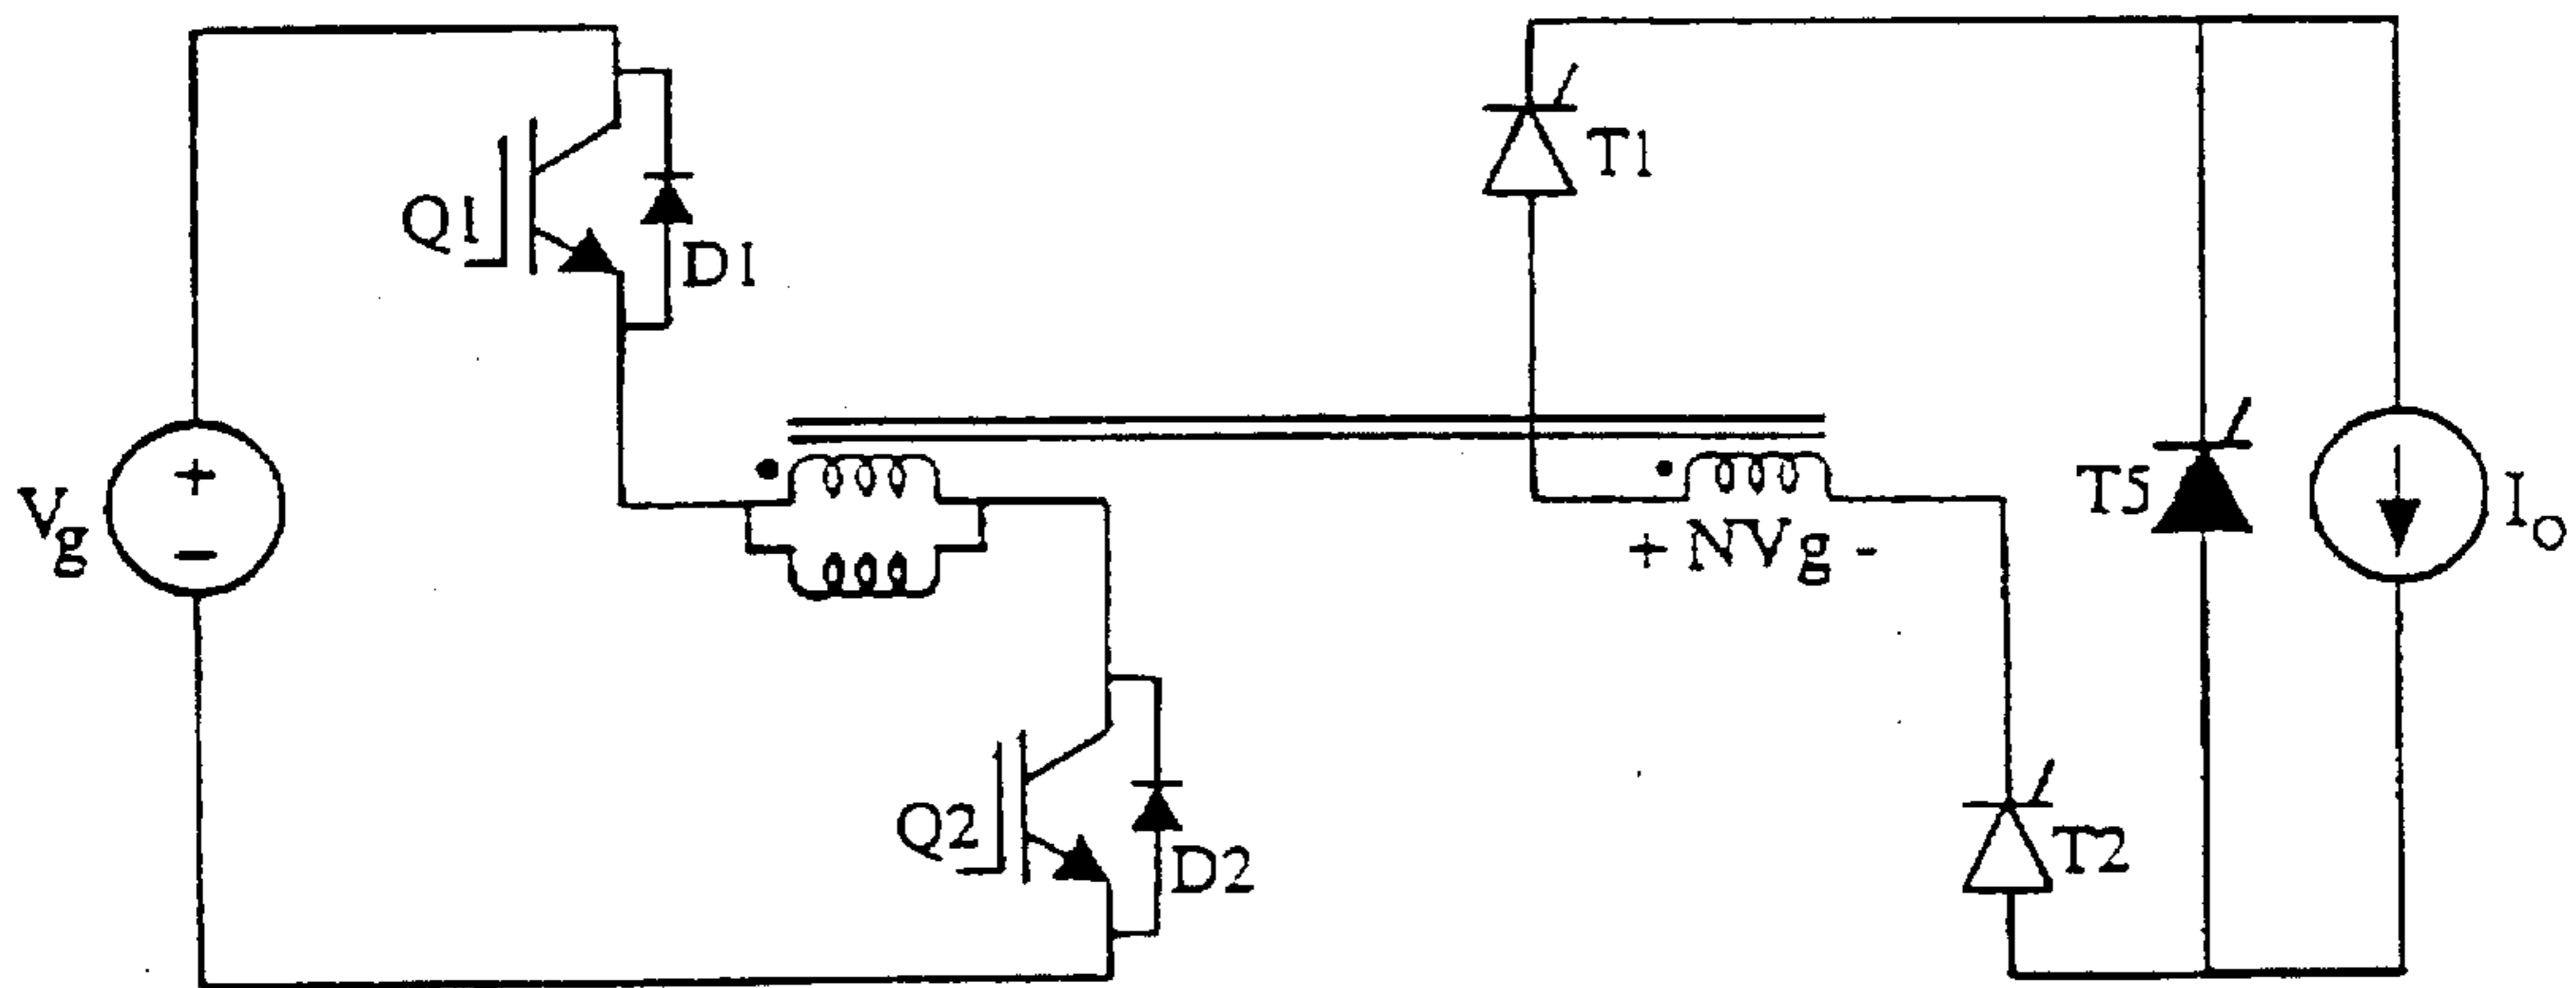 T1
Q1
D1
+
Vg
−
T5
Io
+ NVg -
Q2
D2
T2